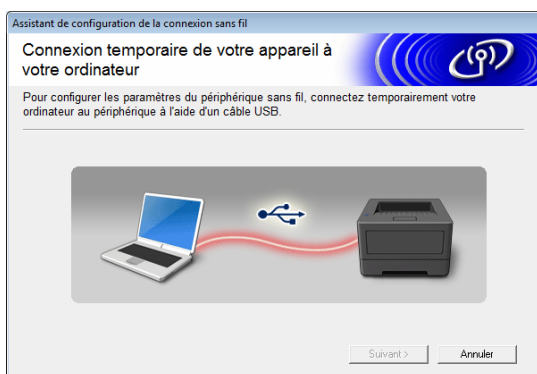 Assistant de configuration de la connexion sans fil
Connexion temporaire de votre appareil à
votre ordinateur
Pour configurer les paramètres du périphérique sans fil, connectez temporairement votre
ordinateur au périphérique à l'aide d'un câble USB.
Suivant >
Annuler